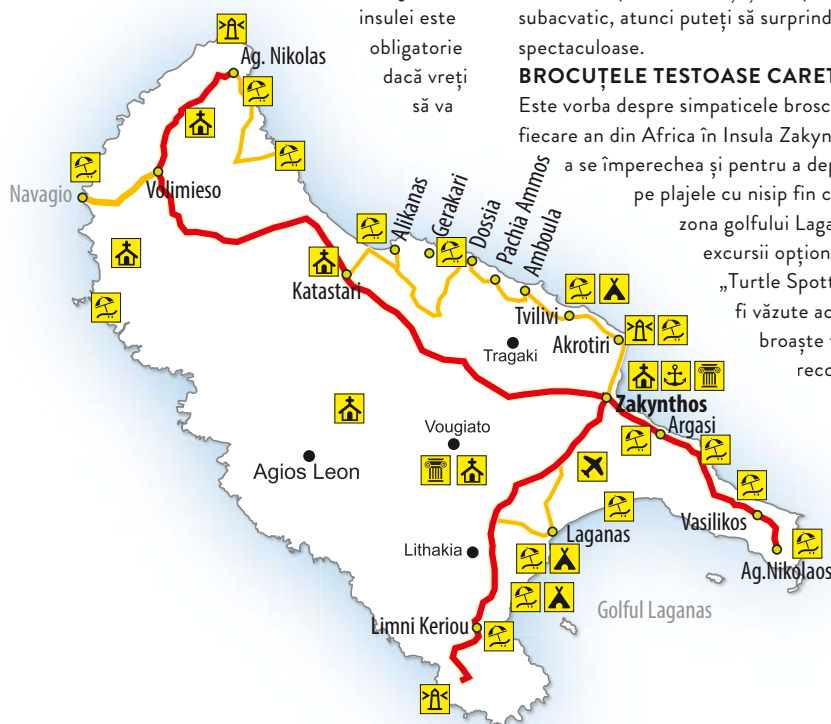 insulei este
obligatorie
dacă vreți
să va
subacvatic, atunci puteți să surprind
spectaculoase.
BROCUȚELE TESTOASE CARET
Este vorba despre simpaticele brosc
fiecare an din Africa în Insula Zakyn
a se împerechea și pentru a dep
pe plajele cu nisip fin c
zona golfului Laga
excursii opțion
„Turtle Spott
fi văzute ac
broaște
reco
Ag. Nikolas
Navagio
Volimieso
Katastari
Alikanas
Gerakari
Dossia
Pachia Ammos
Amboula
Tvilivi
Tragaki
Akrotiri
Zakynthos
Argasi
Vougiato
Agios Leon
Vasilikos
Laganas
Lithakia
Ag.Nikolaos
Golful Laganas
Limni Keriou